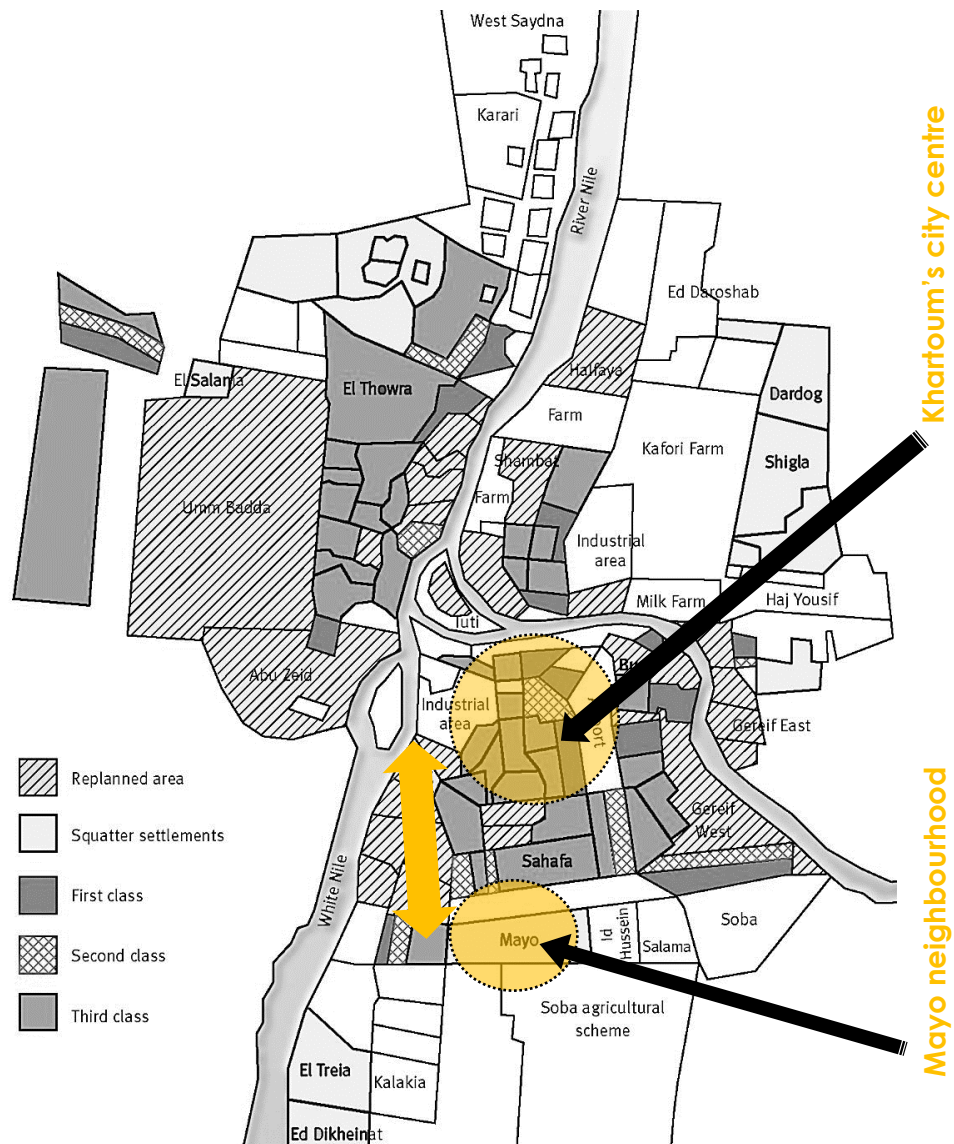 West Saydna
Karari
River Nile
Ed Daroshab
Halfaya
El Salama
El Thowra
Dardog
Farm
Kafori Farm
Shambat
Shigla
Farm
Umm Badda
Industrial
area
Milk Farm
Haj Yousif
Tuti
Abu Zeid
Industrial
area
Gereif East
Gereif
West
Sahafa
White Nile
Mayo
Id
Hussein
Salama
Soba
Soba agricultural
scheme
El Treia
Kalakia
Ed Dikheinat
Replanned area
Squatter settlements
First class
Second class
Third class
Khartoum's city centre
Mayo neighbourhood